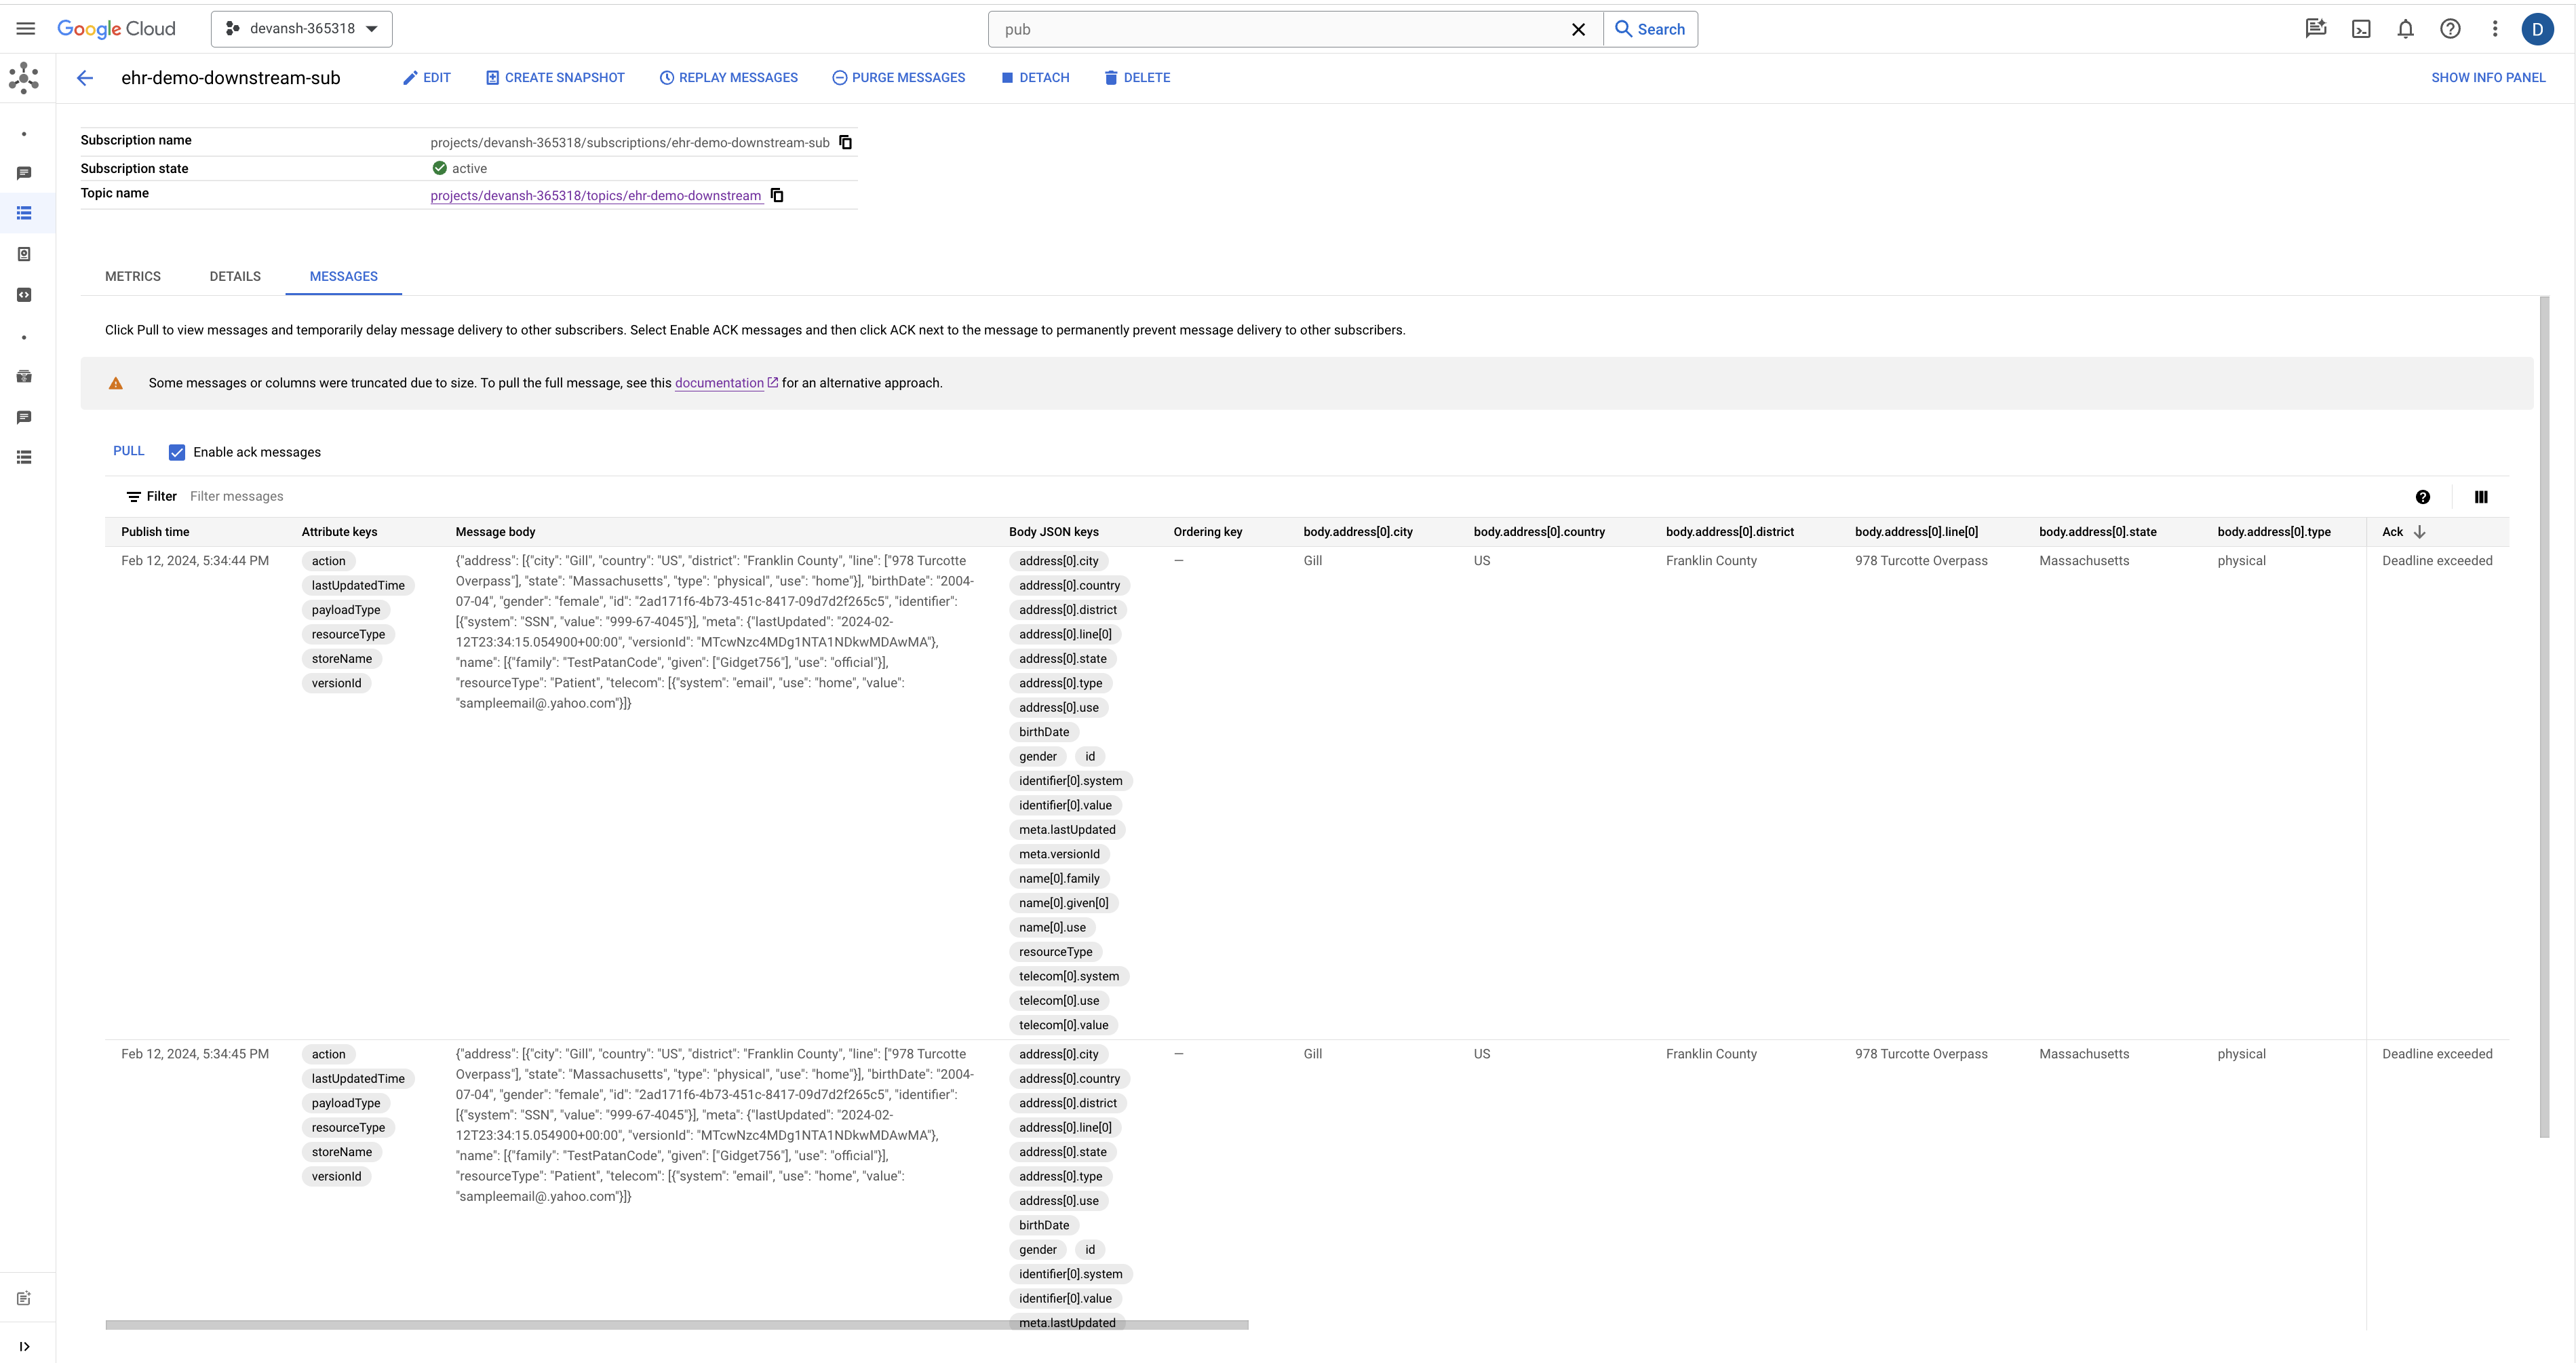 Google Cloud
devansh-365318
pub
Search
D
ehr-demo-downstream-sub
EDIT
CREATE SNAPSHOT
REPLAY MESSAGES
PURGE MESSAGES
DETACH
DELETE
SHOW INFO PANEL
Subscription name
projects/devansh-365318/subscriptions/ehr-demo-downstream-sub
Subscription state
active
Topic name
projects/devansh-365318/topics/ehr-demo-downstream
METRICS
DETAILS
MESSAGES
Click Pull to view messages and temporarily delay message delivery to other subscribers. Select Enable ACK messages and then click ACK next to the message to permanently prevent message delivery to other subscribers.
Some messages or columns were truncated due to size. To pull the full message, see this documentation for an alternative approach.
PULL
Enable ack messages
Filter
Filter messages
Publish time
Attribute keys
Message body
Body JSON keys
Ordering key
body.address[0].city
body.address[0].country
body.address[0].district
body.address[0].line[0]
body.address[0].state
body.address[0].type
Ack
Feb 12, 2024, 5:34:44 PM
action
lastUpdatedTime
payloadType
resourceType
storeName
versionId
{"address": [{"city": "Gill", "country": "US", "district": "Franklin County", "line": ["978 Turcotte
Overpass"], "state": "Massachusetts", "type": "physical", "use": "home"}], "birthDate": "2004-
07-04", "gender": "female", "id": "2ad171f6-4b73-451c-8417-09d7d2f265c5", "identifier":
[{"system": "SSN", "value": "999-67-4045"}], "meta": {"lastUpdated": "2024-02-
12T23:34:15.054900+00:00", "versionId": "MTcwNzc4MDg1NTA1NDkwMDAwMA"},
"name": [{"family": "TestPatanCode", "given": ["Gidget756"], "use": "official"}],
"resourceType": "Patient", "telecom": [{"system": "email", "use": "home", "value":
"sampleemail@.yahoo.com"}]}
address[0].city
address[0].country
address[0].district
address[0].line[0]
address[0].state
address[0].type
address[0].use
birthDate
gender id
identifier[0].system
identifier[0].value
meta.lastUpdated
meta.versionId
name[0].family
name[0].given[0]
name[0].use
resourceType
telecom[0].system
telecom[0].use
telecom[0].value
—
Gill
US
Franklin County
978 Turcotte Overpass
Massachusetts
physical
Deadline exceeded
Feb 12, 2024, 5:34:45 PM
action
lastUpdatedTime
payloadType
resourceType
storeName
versionId
{"address": [{"city": "Gill", "country": "US", "district": "Franklin County", "line": ["978 Turcotte
Overpass"], "state": "Massachusetts", "type": "physical", "use": "home"}], "birthDate": "2004-
07-04", "gender": "female", "id": "2ad171f6-4b73-451c-8417-09d7d2f265c5", "identifier":
[{"system": "SSN", "value": "999-67-4045"}], "meta": {"lastUpdated": "2024-02-
12T23:34:15.054900+00:00", "versionId": "MTcwNzc4MDg1NTA1NDkwMDAwMA"},
"name": [{"family": "TestPatanCode", "given": ["Gidget756"], "use": "official"}],
"resourceType": "Patient", "telecom": [{"system": "email", "use": "home", "value":
"sampleemail@.yahoo.com"}]}
address[0].city
address[0].country
address[0].district
address[0].line[0]
address[0].state
address[0].type
address[0].use
birthDate
gender id
identifier[0].system
identifier[0].value
meta.lastUpdated
—
Gill
US
Franklin County
978 Turcotte Overpass
Massachusetts
physical
Deadline exceeded